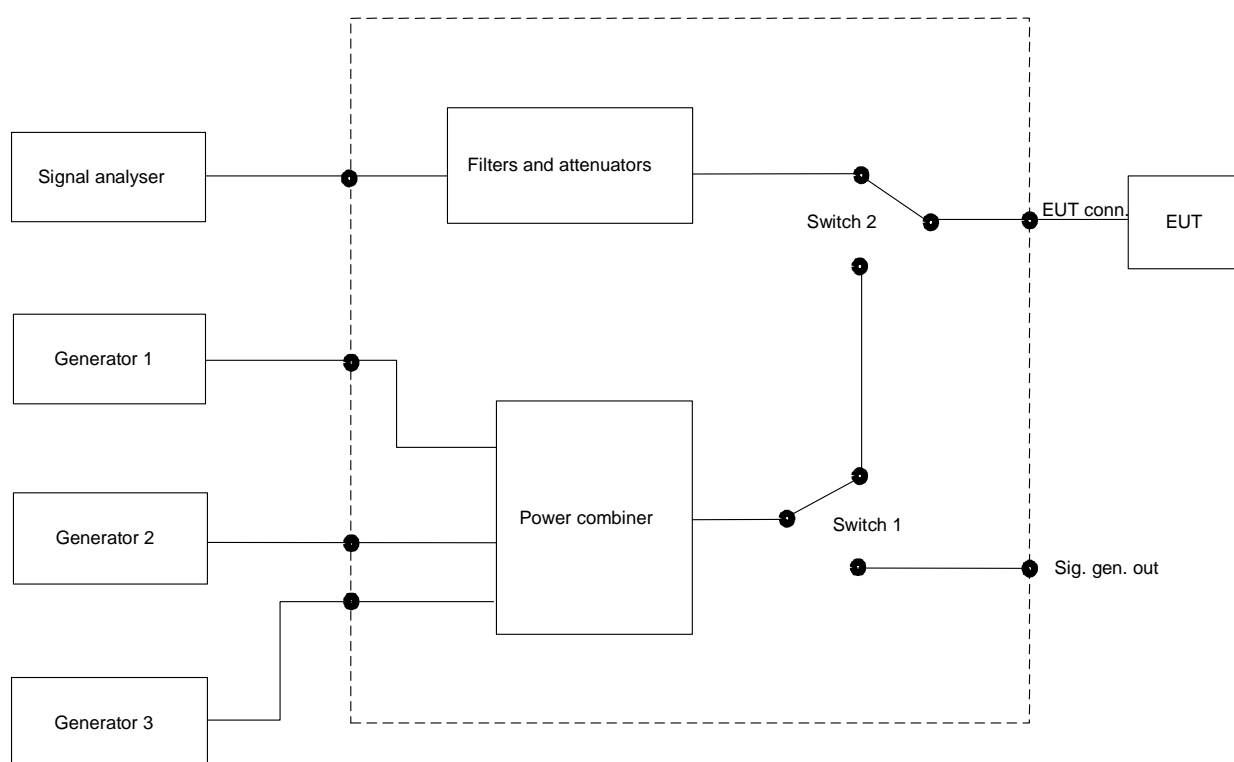 Signal analyser
Filters and attenuators
Switch 2
EUT conn.
EUT
Generator 1
Generator 2
Power combiner
Switch 1
Sig. gen. out
Generator 3